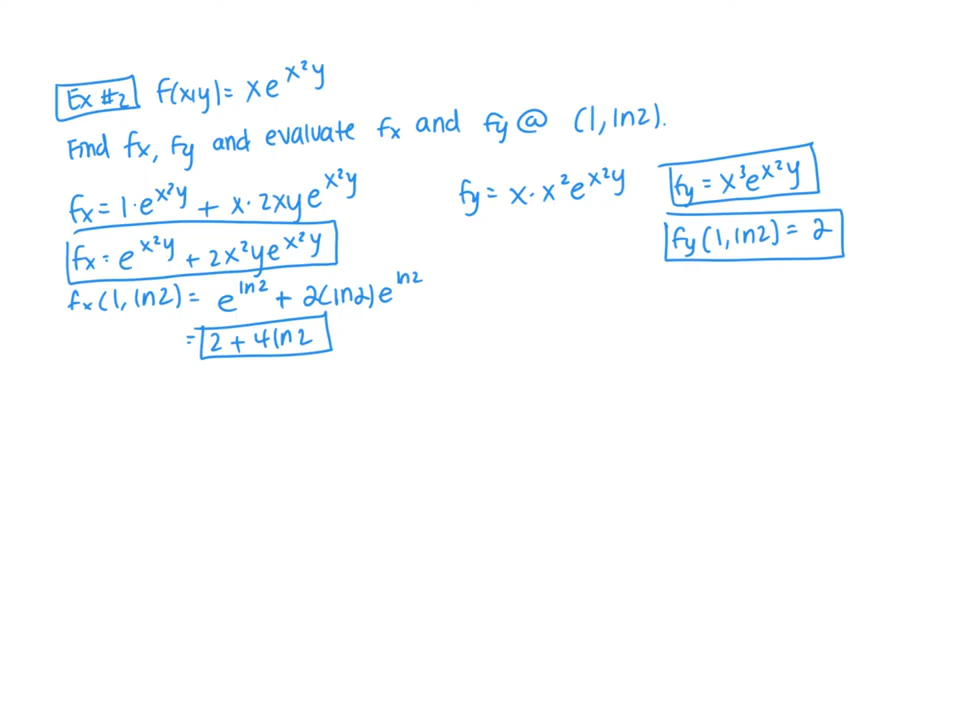 Ex #2 f(x,y) = xe^{x²y}
Find fx, fy and evaluate fx and fy @ (1, ln2).
fx = 1·e^{x²y} + x·2xye^{x²y}
fx = e^{x²y} + 2x²ye^{x²y}
fx(1, ln2) = e^{ln2} + 2(ln2)e^{ln2}
= 2 + 4ln2
fy = x·x²e^{x²y}
fy = x³e^{x²y}
fy(1, ln2) = 2